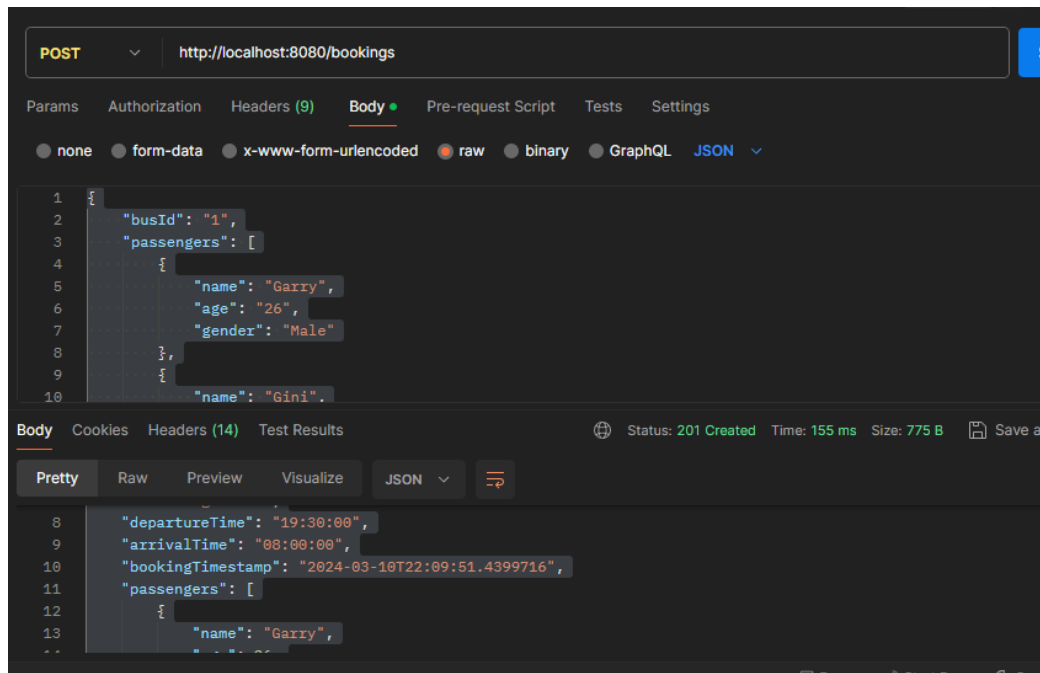 POST http://localhost:8080/bookings
Params Authorization Headers (9) Body Pre-request Script Tests Settings
none form-data x-www-form-urlencoded raw binary GraphQL JSON
1 {
2 "busId": "1",
3 "passengers": [
4 {
5 "name": "Garry",
6 "age": "26",
7 "gender": "Male"
8 },
9 {
10 "name": "Gini",
Body Cookies Headers (14) Test Results Status: 201 Created Time: 155 ms Size: 775 B Save a
Pretty Raw Preview Visualize JSON
8 "departureTime": "19:30:00",
9 "arrivalTime": "08:00:00",
10 "bookingTimestamp": "2024-03-10T22:09:51.4399716",
11 "passengers": [
12 {
13 "name": "Garry",